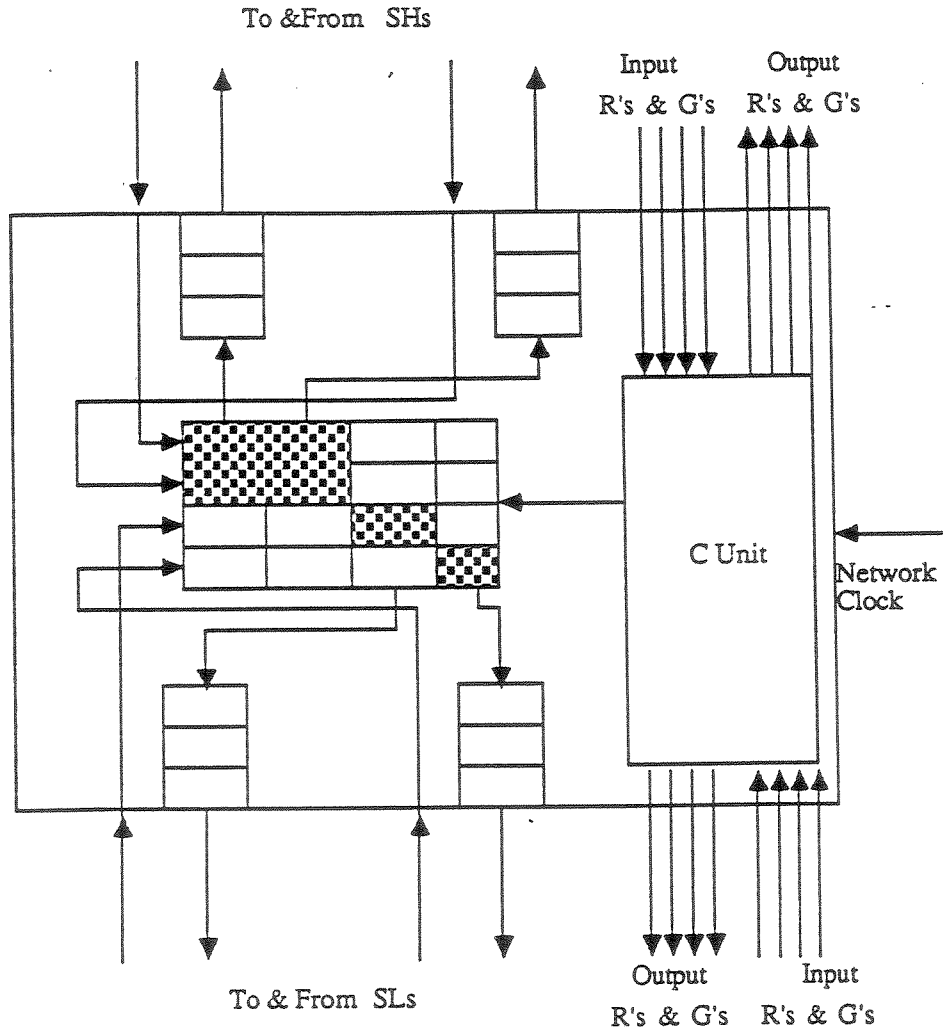 To &From SHs
Input
R's & G's
Output
R's & G's
C Unit
Network
Clock
To & From SLs
Output
R's & G's
Input
R's & G's